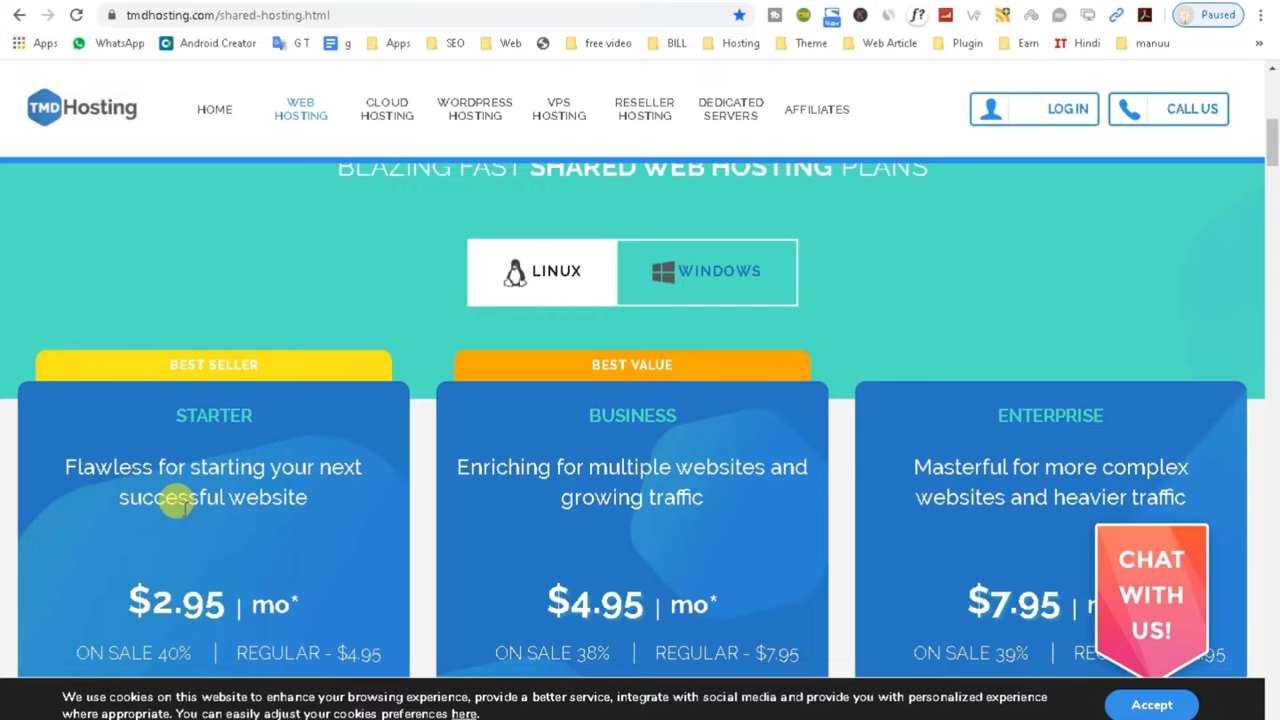 tmdhosting.com/shared-hosting.html
New
f?
Paused
Apps
WhatsApp
Android Creator
G T
g
Apps
SEO
Web
free video
BILL
Hosting
Theme
Web Article
Plugin
Earn
IT Hindi
manuu
»
TMD Hosting
HOME
WEB
HOSTING
CLOUD
HOSTING
WORDPRESS
HOSTING
VPS
HOSTING
RESELLER
HOSTING
DEDICATED
SERVERS
AFFILIATES
LOG IN
CALL US
BLAZING FAST SHARED WEB HOSTING PLANS
LINUX
WINDOWS
BEST SELLER
BEST VALUE
STARTER
Flawless for starting your next
successful website
$2.95 | mo*
ON SALE 40% | REGULAR - $4.95
BUSINESS
Enriching for multiple websites and
growing traffic
$4.95 | mo*
ON SALE 38% | REGULAR - $7.95
ENTERPRISE
Masterful for more complex
websites and heavier traffic
$7.95 |
ON SALE 39% |
CHAT
WITH
US!
We use cookies on this website to enhance your browsing experience, provide a better service, integrate with social media and provide you with personalized experience
where appropriate. You can easily adjust your cookies preferences here.
Accept